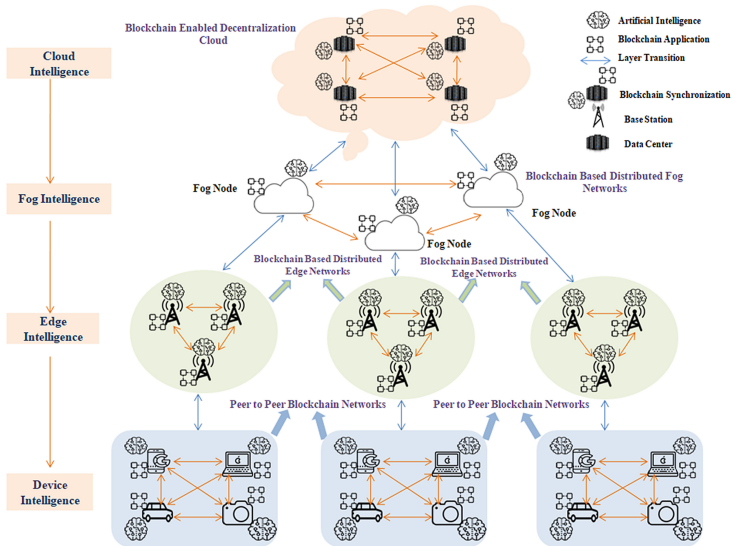 Blockchain Enabled Decentralization
Cloud
Artificial Intelligence
Blockchain Application
Layer Transition
Blockchain Synchronization
Base Station
Data Center
Cloud
Intelligence
Fog Intelligence
Edge
Intelligence
Device
Intelligence
Fog Node
Blockchain Based Distributed Fog
Networks
Fog Node
Fog Node
Blockchain Based Distributed
Edge Networks
Blockchain Based Distributed
Edge Networks
Peer to Peer Blockchain Networks
Peer to Peer Blockchain Networks